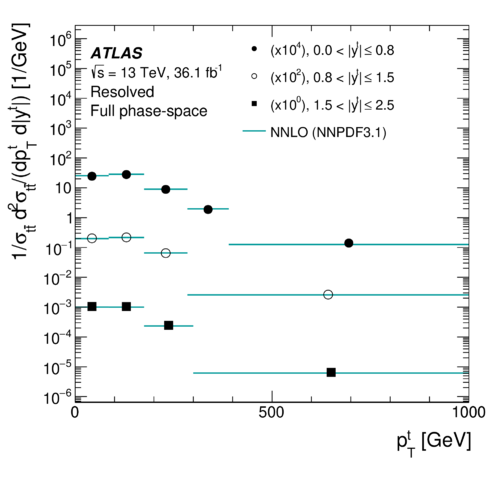 ATLAS
√s = 13 TeV, 36.1 fb⁻¹
Resolved
Full phase-space
(x10⁴), 0.0 < |yᵗ| ≤ 0.8
(x10²), 0.8 < |yᵗ| ≤ 1.5
(x10⁰), 1.5 < |yᵗ| ≤ 2.5
NNLO (NNPDF3.1)
1/σ_tt̄ d²σ_tt̄/(dp_T^t d|yᵗ|) [1/GeV]
10⁶
10⁵
10⁴
10³
10²
10
1
10⁻¹
10⁻²
10⁻³
10⁻⁴
10⁻⁵
10⁻⁶
0 500 1000
p_T^t [GeV]